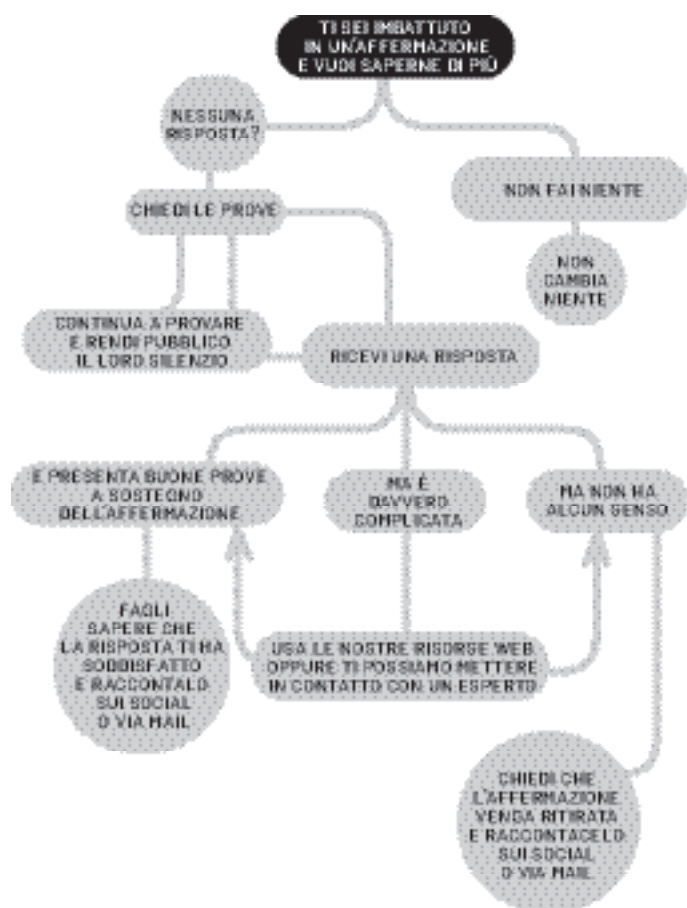 TI SEI IMBATTUTO
IN UN'AFFERMAZIONE
E VUOI SAPERNE DI PIÙ
NESSUNA
RISPOSTA?
NON FAI NIENTE
CHIEDI LE PROVE
NON
CAMBIA
NIENTE
CONTINUA A PROVARE
E RENDI PUBBLICO
IL LORO SILENZIO
RICEVI UNA RISPOSTA
E PRESENTA BUONE PROVE
A SOSTEGNO
DELL'AFFERMAZIONE
MA È
DAVVERO
COMPLICATA
MA NON HA
ALCUN SENSO
FAGLI
SAPERE CHE
LA RISPOSTA TI HA
SODDISFATTO
E RACCONTALO
SUI SOCIAL
O VIA MAIL
USA LE NOSTRE RISORSE WEB
OPPURE TI POSSIAMO METTERE
IN CONTATTO CON UN ESPERTO
CHIEDI CHE
L'AFFERMAZIONE
VENGA RITIRATA
E RACCONTACELO
SUI SOCIAL
O VIA MAIL